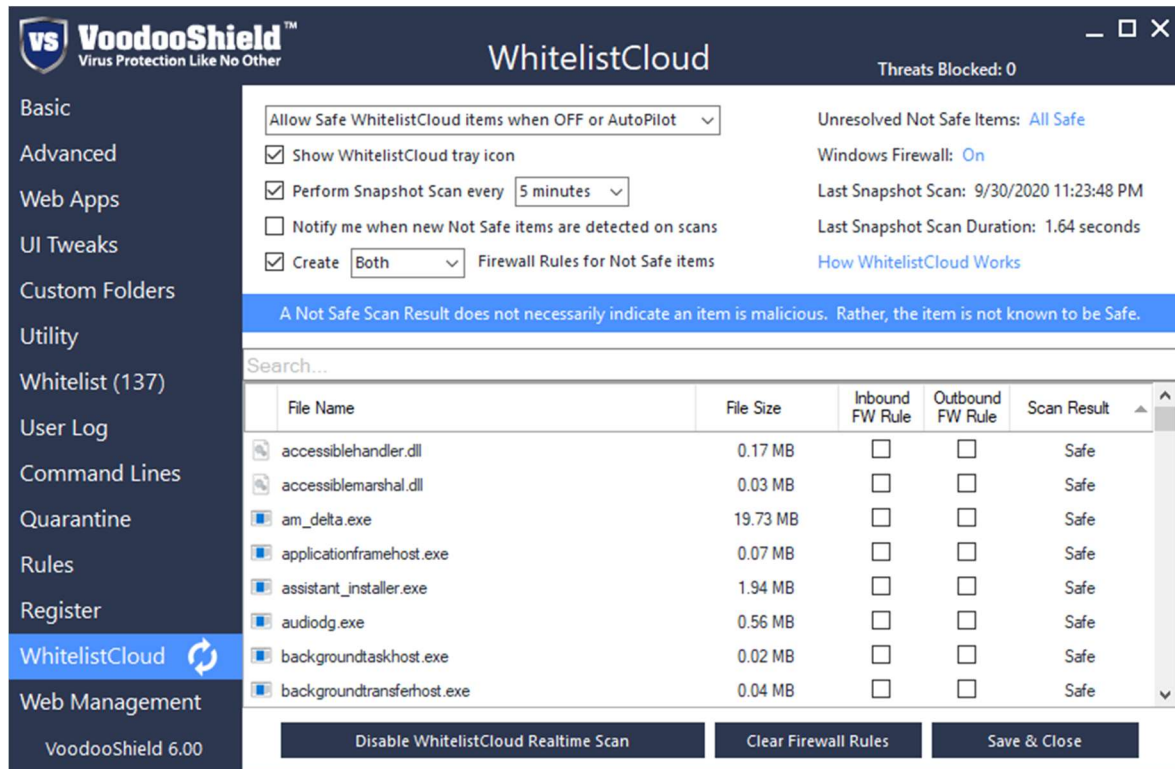 VS VoodooShield™
Virus Protection Like No Other
WhitelistCloud
Threats Blocked: 0
Basic
Advanced
Web Apps
UI Tweaks
Custom Folders
Utility
Whitelist (137)
User Log
Command Lines
Quarantine
Rules
Register
WhitelistCloud
Web Management
VoodooShield 6.00
Allow Safe WhitelistCloud items when OFF or AutoPilot
Show WhitelistCloud tray icon
Perform Snapshot Scan every 5 minutes
Notify me when new Not Safe items are detected on scans
Create Both Firewall Rules for Not Safe items
Unresolved Not Safe Items: All Safe
Windows Firewall: On
Last Snapshot Scan: 9/30/2020 11:23:48 PM
Last Snapshot Scan Duration: 1.64 seconds
How WhitelistCloud Works
A Not Safe Scan Result does not necessarily indicate an item is malicious. Rather, the item is not known to be Safe.
Search...
File Name File Size Inbound FW Rule Outbound FW Rule Scan Result
accessiblehandler.dll 0.17 MB Safe
accessiblemarshal.dll 0.03 MB Safe
am_delta.exe 19.73 MB Safe
applicationframehost.exe 0.07 MB Safe
assistant_installer.exe 1.94 MB Safe
audiodg.exe 0.56 MB Safe
backgroundtaskhost.exe 0.02 MB Safe
backgroundtransferhost.exe 0.04 MB Safe
Disable WhitelistCloud Realtime Scan Clear Firewall Rules Save & Close